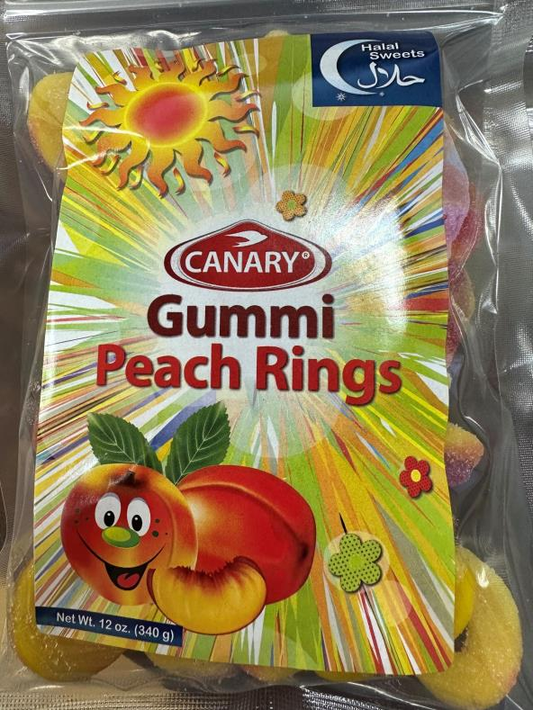 Halal
Sweets
حلال
CANARY®
Gummi
Peach Rings
Net Wt. 12 oz. (340 g)